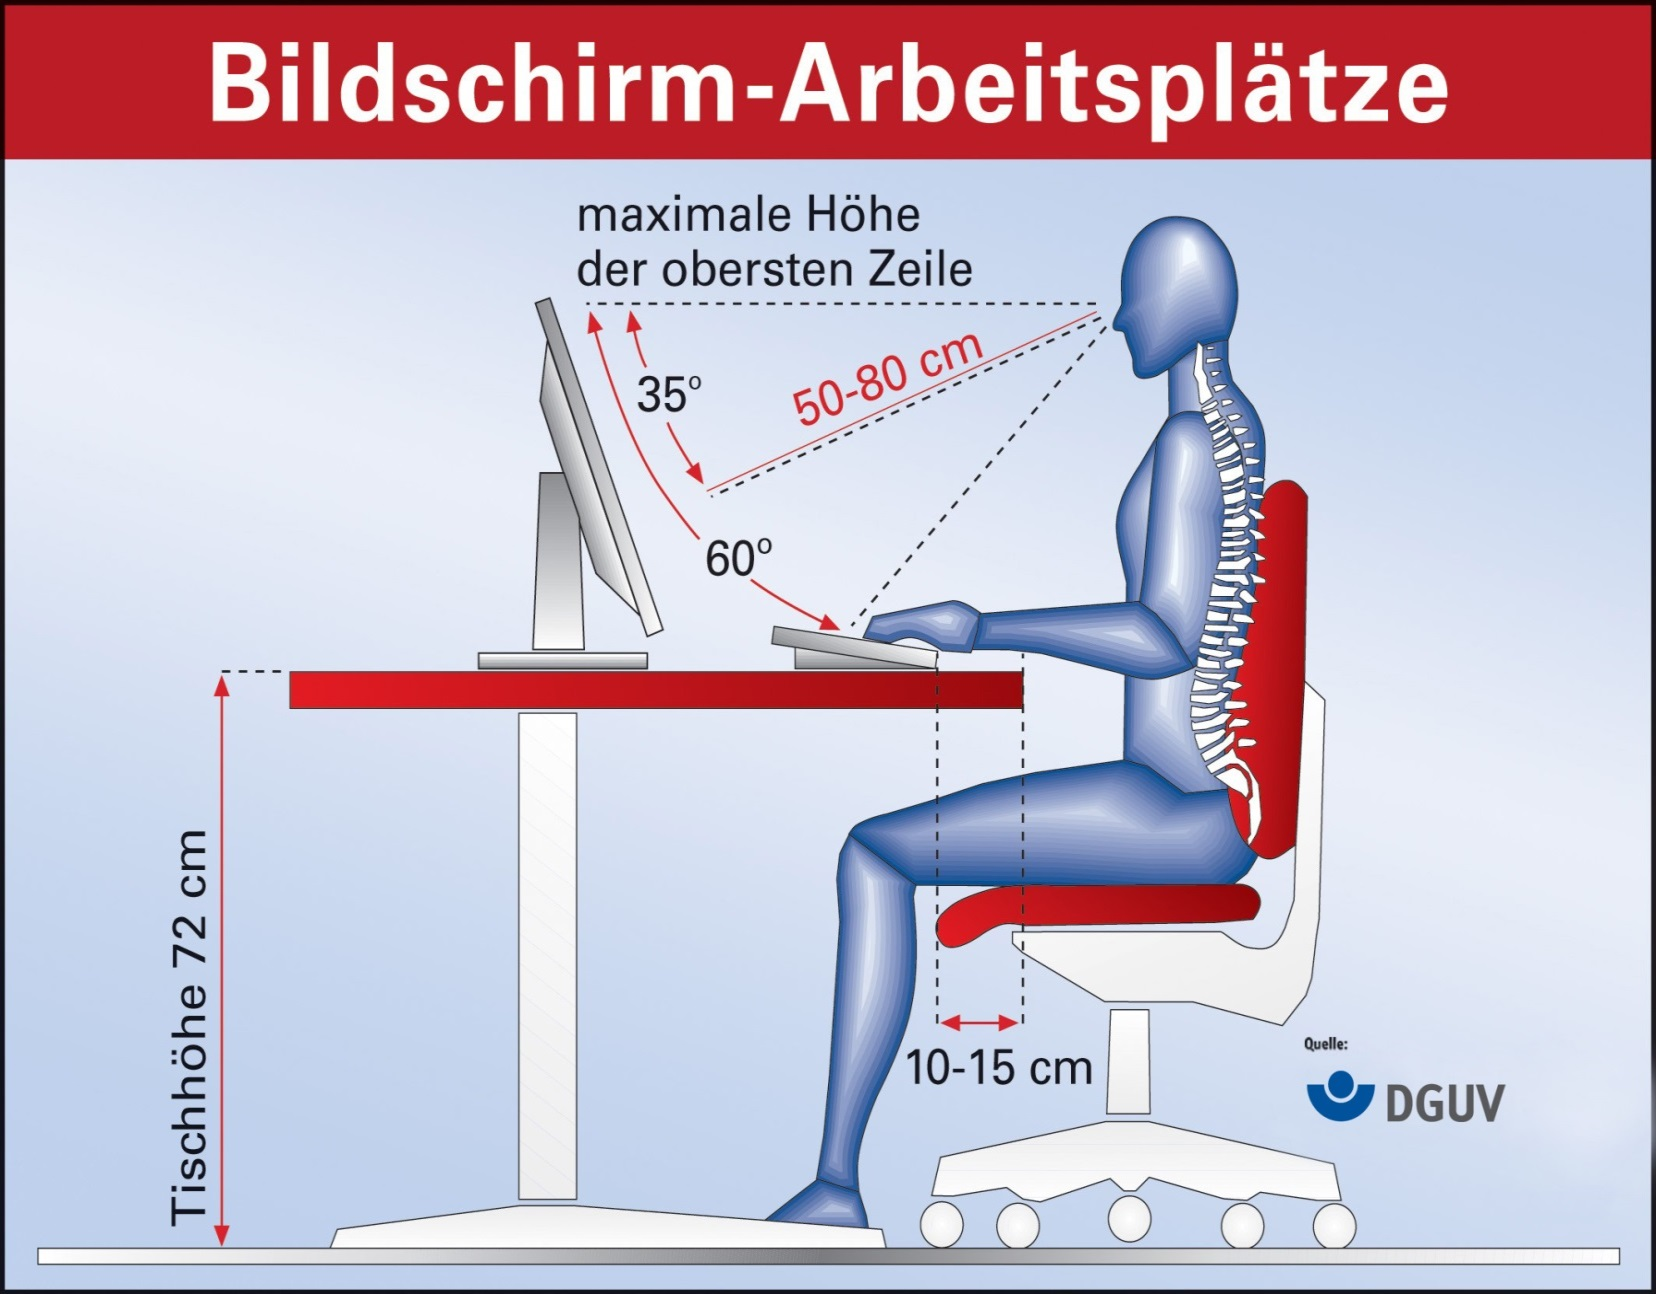 Bildschirm-Arbeitsplätze
maximale Höhe
der obersten Zeile
50-80 cm
35°
60°
Tischhöhe 72 cm
10-15 cm
Quelle:
DGUV